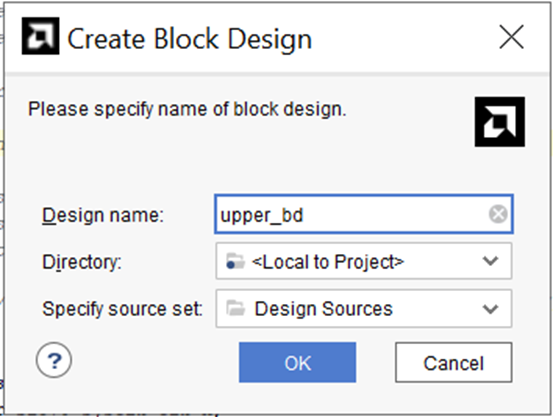 Create Block Design
Please specify name of block design.
Design name: upper_bd
Directory: <Local to Project>
Specify source set: Design Sources
? OK Cancel